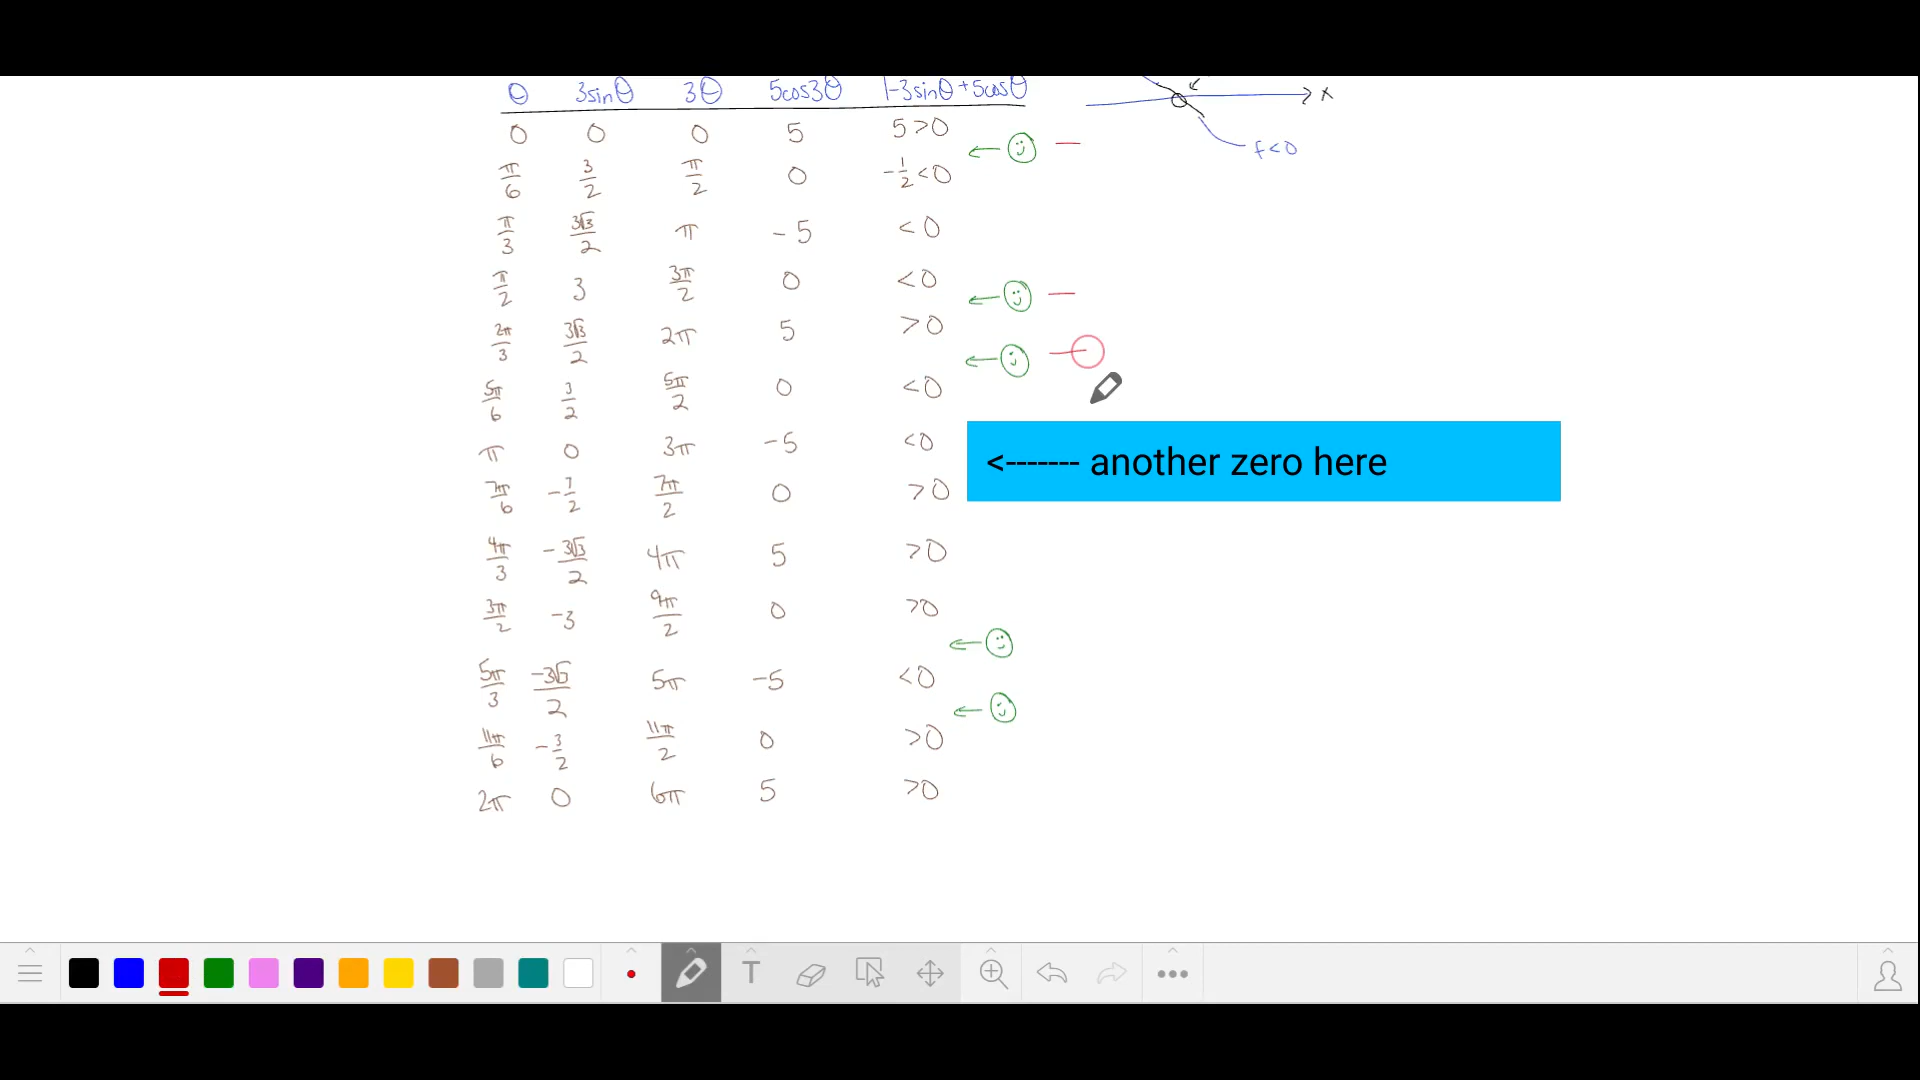 θ 3sinθ 3θ 5cos3θ 1-3sinθ+5cosθ
x
0 0 0 5 5>0
f<0
π/6 3/2 π/2 0 -1/2<0
π/3 3√3/2 π -5 <0
π/2 3 3π/2 0 <0
2π/3 3√3/2 2π 5 >0
5π/6 3/2 5π/2 0 <0
π 0 3π -5 <0
<------- another zero here
7π/6 7π/2 0 >0
4π/3 -3√3/2 4π 5 >0
3π/2 -3 9π/2 0 >0
5π/3 -3√3/2 5π -5 <0
11π/6 -3/2 11π/2 0 >0
2π 0 6π 5 >0
T